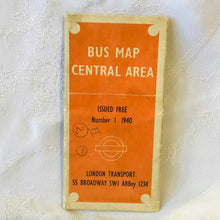 BUS MAP
CENTRAL AREA
ISSUED FREE
Number 1 1940
LONDON TRANSPORT
55 BROADWAY SW1 ABBey 1234